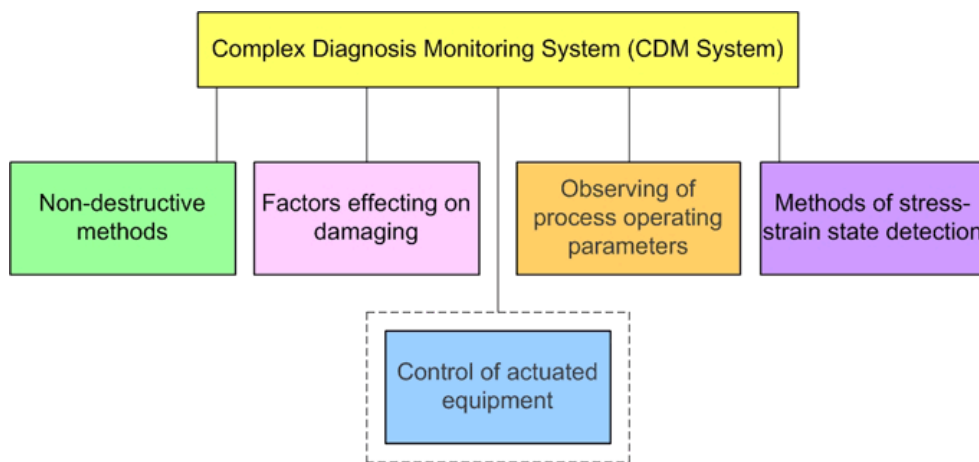 Complex Diagnosis Monitoring System (CDM System)
Non-destructive
methods
Factors effecting on
damaging
Observing of
process operating
parameters
Methods of stress-
strain state detection
Control of actuated
equipment